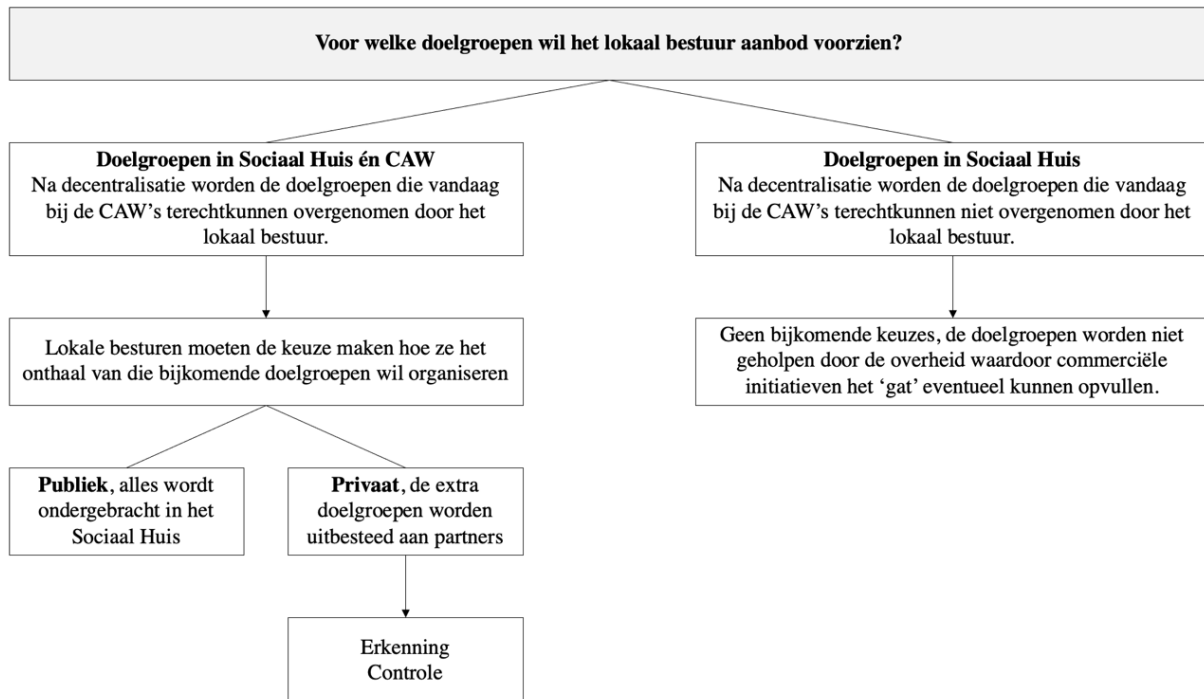 Voor welke doelgroepen wil het lokaal bestuur aanbod voorzien?
Doelgroepen in Sociaal Huis én CAW
Na decentralisatie worden de doelgroepen die vandaag
bij de CAW's terechtkunnen overgenomen door het
lokaal bestuur.
Doelgroepen in Sociaal Huis
Na decentralisatie worden de doelgroepen die vandaag
bij de CAW's terechtkunnen niet overgenomen door het
lokaal bestuur.
Lokale besturen moeten de keuze maken hoe ze het
onthaal van die bijkomende doelgroepen wil organiseren
Geen bijkomende keuzes, de doelgroepen worden niet
geholpen door de overheid waardoor commerciële
initiatieven het ‘gat’ eventueel kunnen opvullen.
Publiek, alles wordt
ondergebracht in het
Sociaal Huis
Privaat, de extra
doelgroepen worden
uitbesteed aan partners
Erkenning
Controle